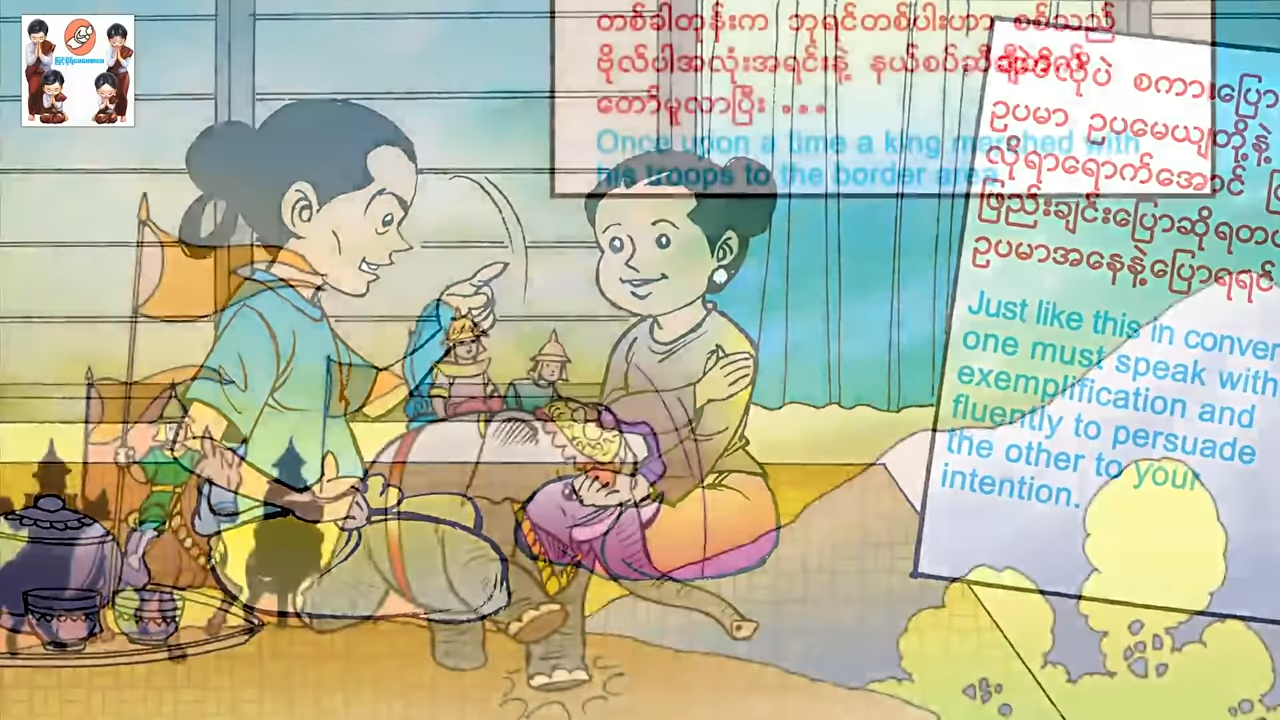 တစ်ခါတုန်းက ဘုရင်တစ်ပါးဟာ စစ်သည်
ဗိုလ်ပါအလုံးအရင်းနဲ့ နယ်စပ်ဆီ
တော်မူလာပြီး ...
Once upon a time a king marched with
his troops to the border area
စကားပြော
ဥပမာ ဥပမေယျတို့နဲ့
လိုရာရောက်အောင်
ဖြည်းချင်းပြောဆိုရတယ်
ဥပမာအနေနဲ့ပြောရရင်
Just like this in conver
one must speak with
exemplification and
fluently to persuade
the other to your
intention.